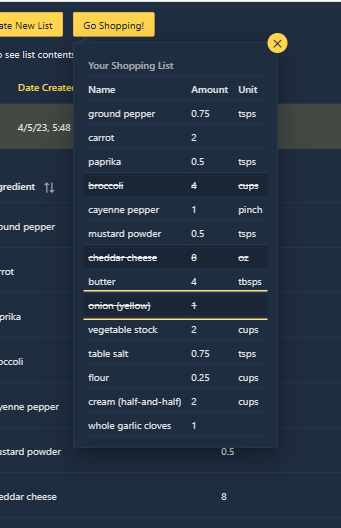 ate New List
Go Shopping!
o see list contents
Date Created
4/5/23, 5:48
Your Shopping List
Name Amount Unit
ground pepper 0.75 tsps
carrot 2
paprika 0.5 tsps
broccoli 4 cups
cayenne pepper 1 pinch
mustard powder 0.5 tsps
cheddar cheese 8 oz
butter 4 tbsps
onion (yellow) 1
vegetable stock 2 cups
table salt 0.75 tsps
flour 0.25 cups
cream (half-and-half) 2 cups
whole garlic cloves 1
gredient
ound pepper
rrot
prika
occoli
yenne pepper
ustard powder 0.5
eddar cheese 8